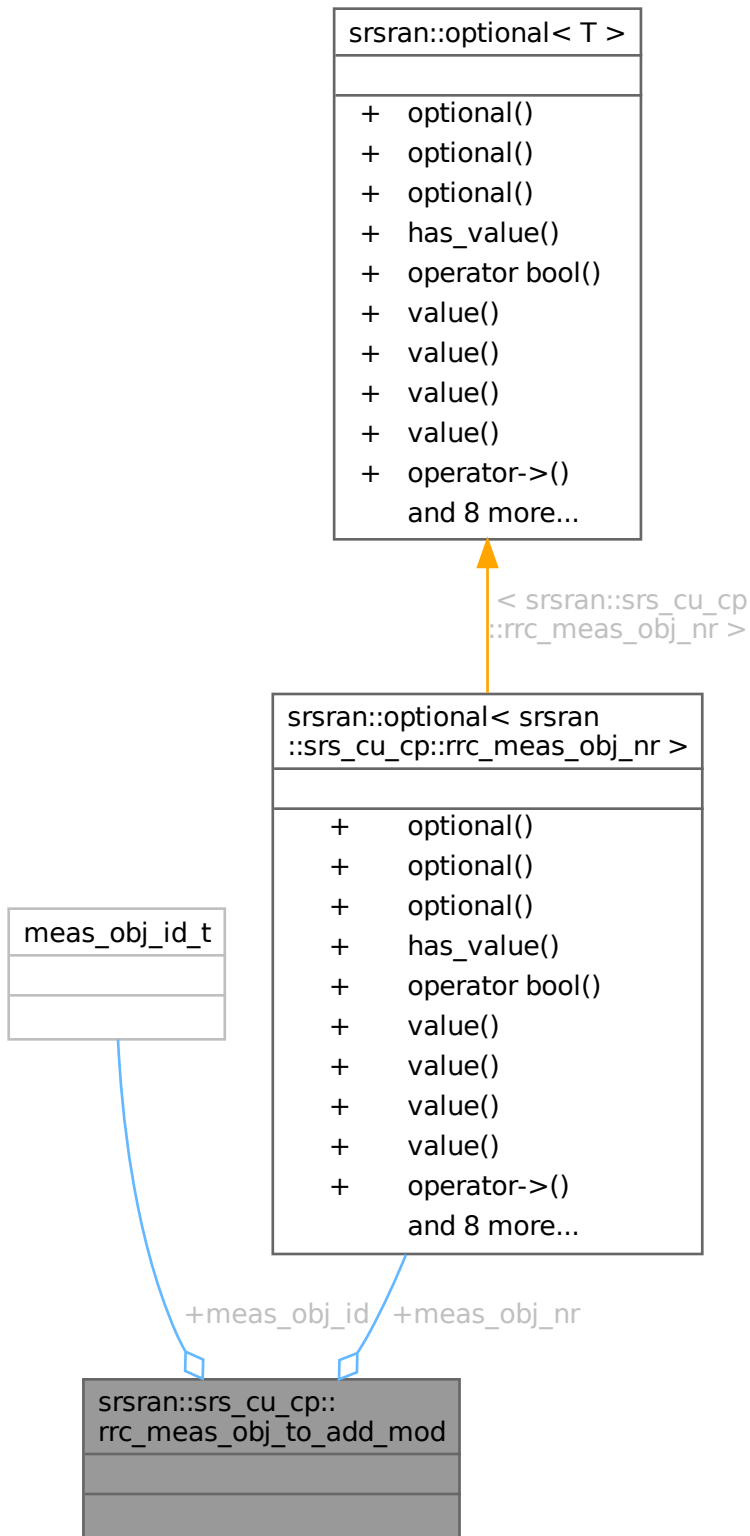 srsran::optional< T >
+ optional()
+ optional()
+ optional()
+ has_value()
+ operator bool()
+ value()
+ value()
+ value()
+ value()
+ operator->()
and 8 more...
< srsran::srs_cu_cp
::rrc_meas_obj_nr >
srsran::optional< srsran
::srs_cu_cp::rrc_meas_obj_nr >
+ optional()
+ optional()
+ optional()
+ has_value()
+ operator bool()
+ value()
+ value()
+ value()
+ value()
+ operator->()
and 8 more...
meas_obj_id_t
+meas_obj_id
+meas_obj_nr
srsran::srs_cu_cp::
rrc_meas_obj_to_add_mod